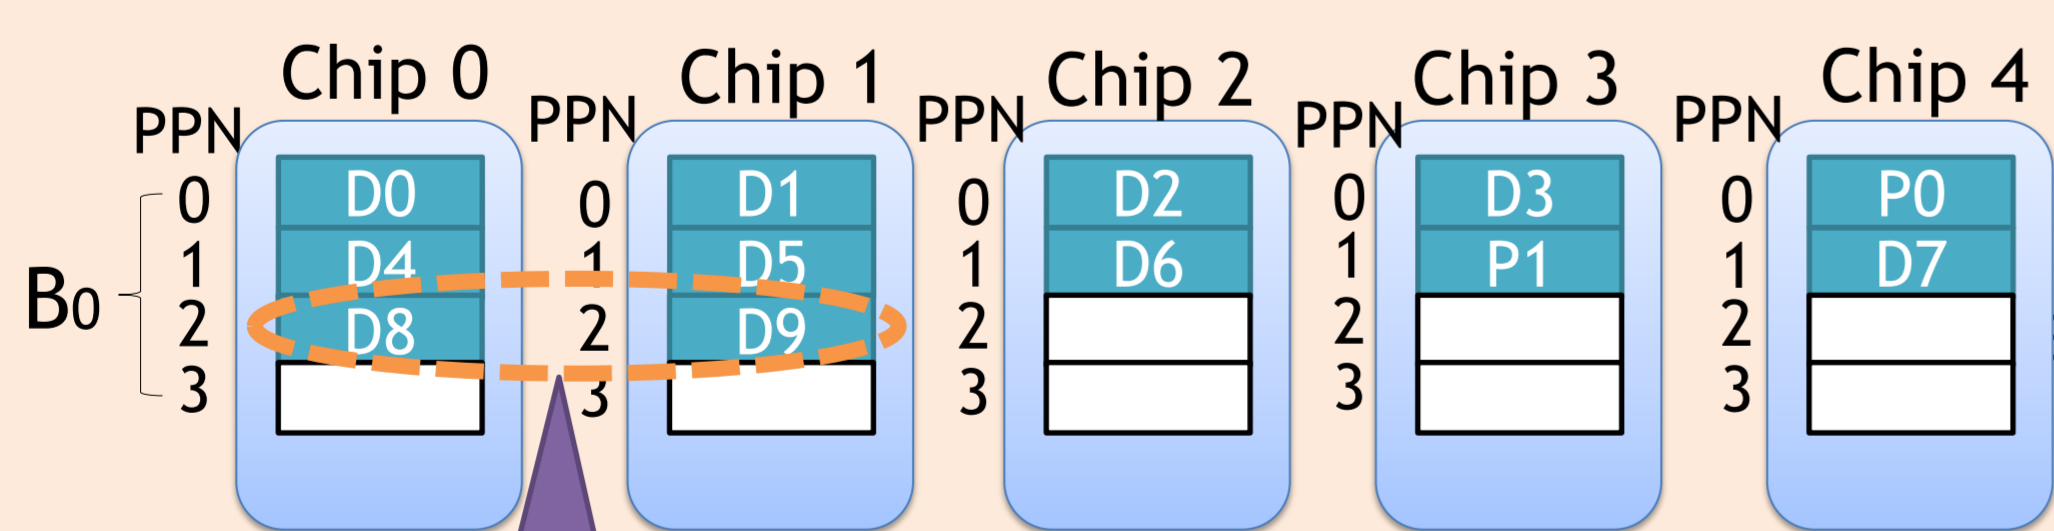 Chip 0 Chip 1 Chip 2 Chip 3 Chip 4
PPN PPN PPN PPN PPN
0 D0 0 D1 0 D2 0 D3 0 P0
1 D4 1 D5 1 D6 1 P1 1 D7
B0
2 D8 2 D9 2 2 2
3 3 3 3 3